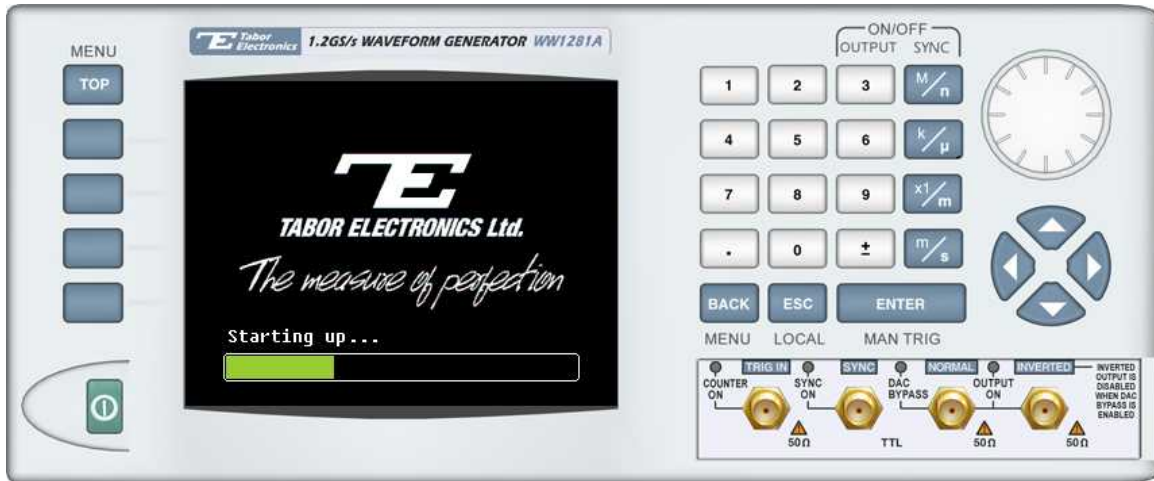 MENU
TOP
Tabor Electronics 1.2GS/s WAVEFORM GENERATOR WW1281A
TE
TABOR ELECTRONICS Ltd.
The measure of perfection
Starting up...
ON/OFF
OUTPUT SYNC
1 2 3 M/n
4 5 6 k/µ
7 8 9 x1/m
. 0 ± m/s
BACK ESC ENTER
MENU LOCAL MAN TRIG
TRIG IN SYNC NORMAL INVERTED
COUNTER ON
SYNC ON
DAC BYPASS
OUTPUT ON
INVERTED
OUTPUT IS
DISABLED
WHEN DAC
BYPASS IS
ENABLED
50Ω TTL 50Ω 50Ω